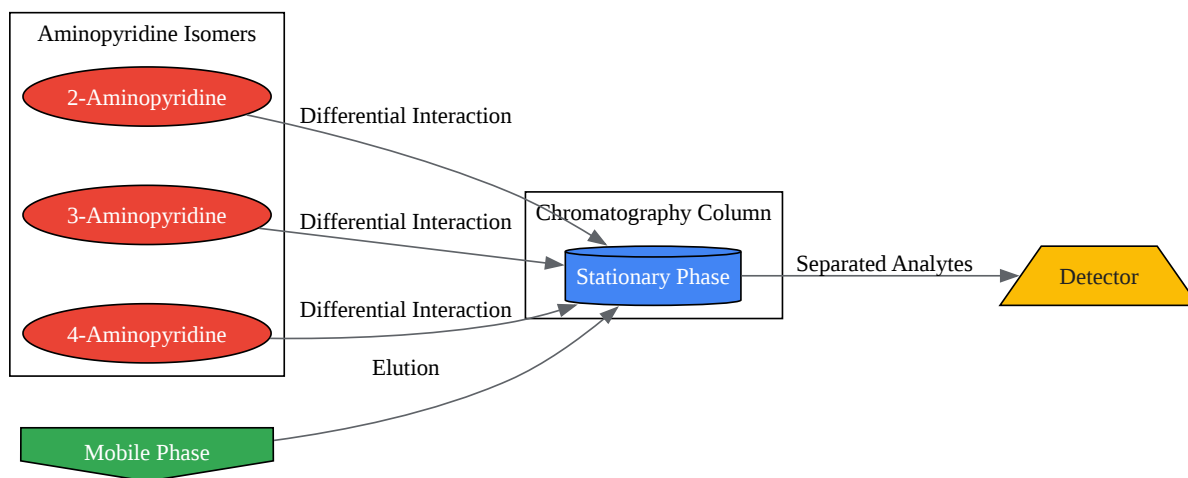 Aminopyridine Isomers
2-Aminopyridine
Differential Interaction
3-Aminopyridine
Differential Interaction
Chromatography Column
Stationary Phase
Separated Analytes
Detector
4-Aminopyridine
Differential Interaction
Elution
Mobile Phase